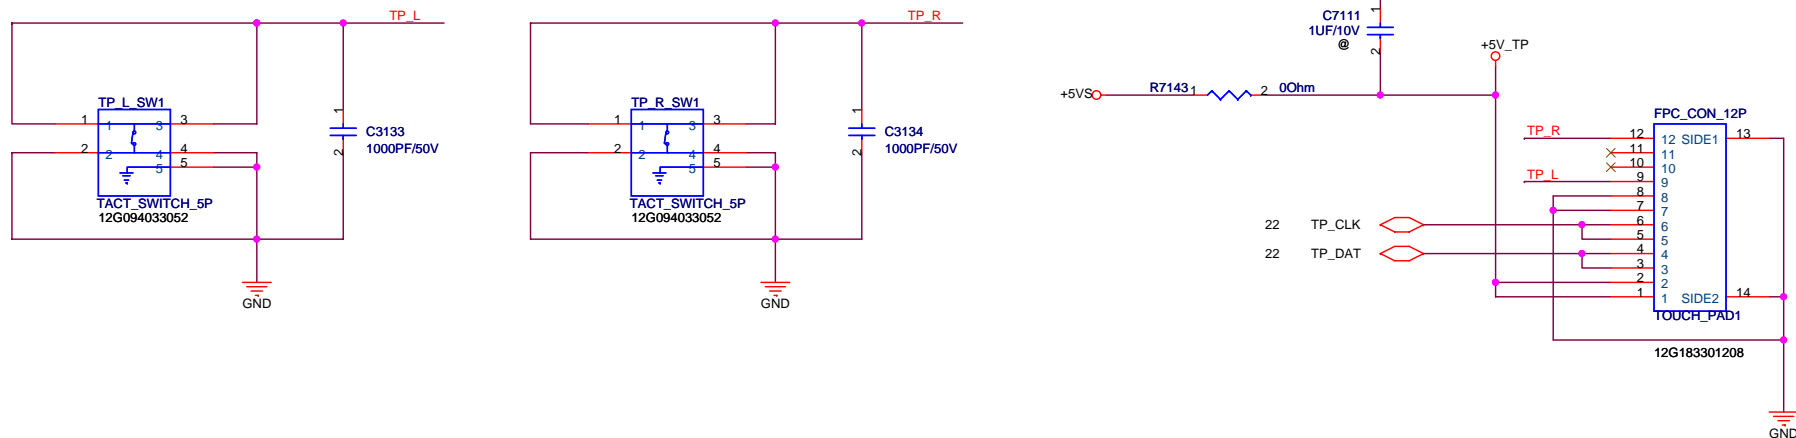 TP_L
TP_L_SW1
1
1
3
3
2
2
4
4
5
5
TACT_SWITCH_5P
12G094033052
1
C3133
1000PF/50V
2
GND
TP_R
TP_R_SW1
1
1
3
3
2
2
4
4
5
5
TACT_SWITCH_5P
12G094033052
1
C3134
1000PF/50V
2
GND
1
C7111
1UF/10V
@
2
+5V_TP
+5VS
R7143
1
2
0Ohm
FPC_CON_12P
TP_R
12
12
SIDE1
13
11
11
10
10
TP_L
9
9
8
8
7
7
22
TP_CLK
6
6
5
5
22
TP_DAT
4
4
3
3
2
2
1
1
SIDE2
14
TOUCH_PAD1
12G183301208
GND